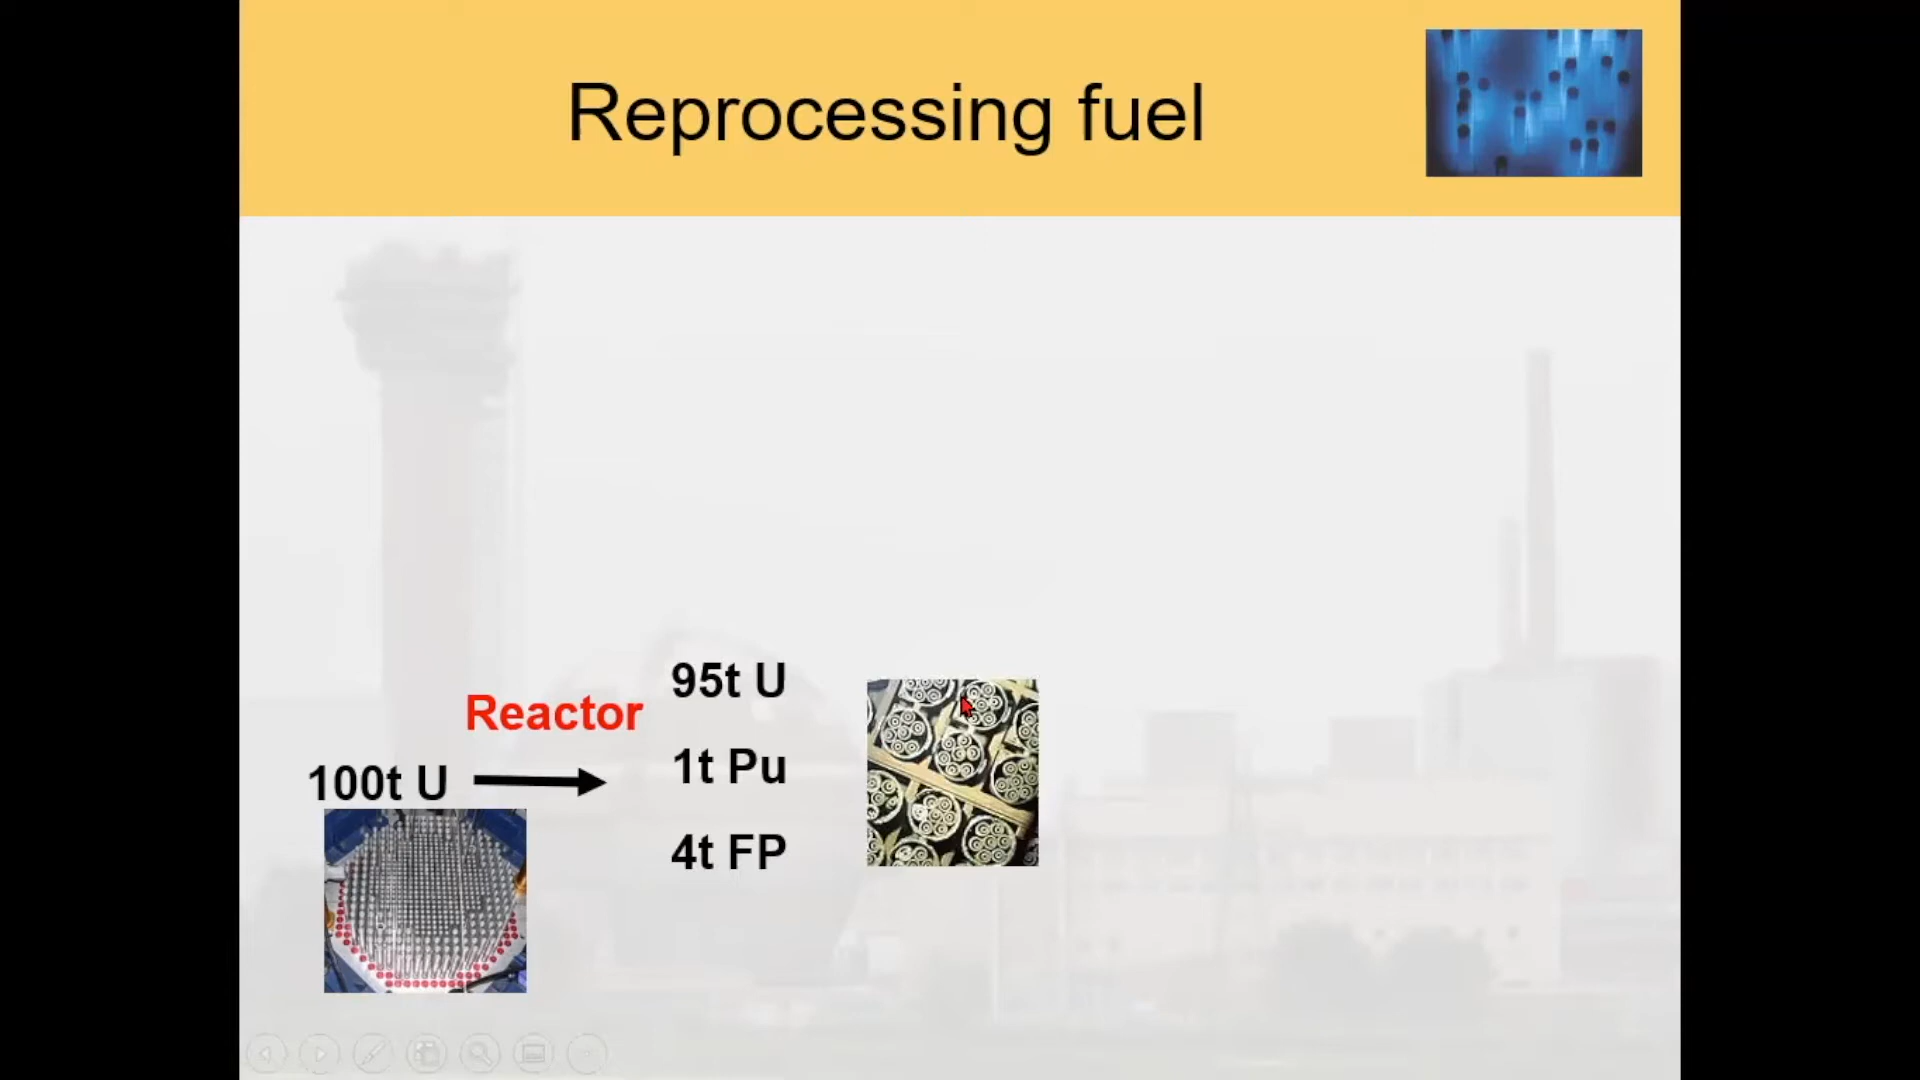 Reprocessing fuel
Reactor
100t U
95t U
1t Pu
4t FP